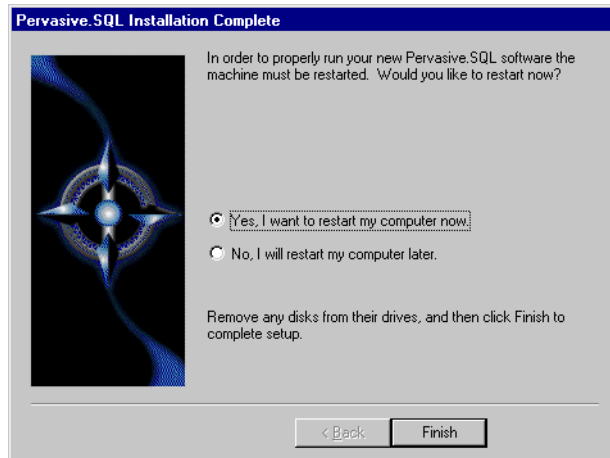 Pervasive.SQL Installation Complete
In order to properly run your new Pervasive.SQL software the
machine must be restarted. Would you like to restart now?
Yes, I want to restart my computer now.
No, I will restart my computer later.
Remove any disks from their drives, and then click Finish to
complete setup.
< Back
Finish